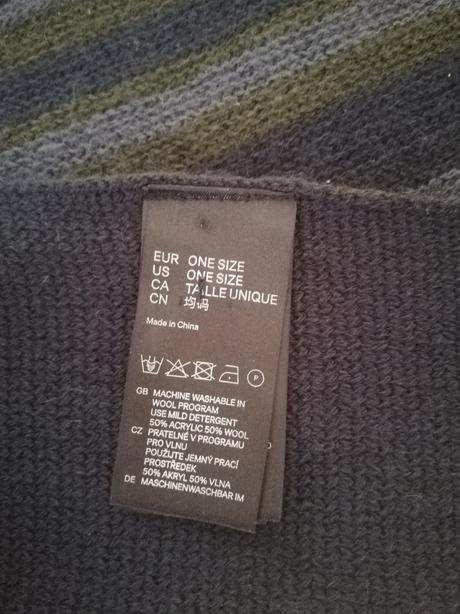 EUR ONE SIZE
US ONE SIZE
CA TAILLE UNIQUE
CN 均码
Made in China
P
GB MACHINE WASHABLE IN
WOOL PROGRAM
USE MILD DETERGENT
50% ACRYLIC 50% WOOL
CZ PRATELNÉ V PROGRAMU
PRO VLNU
POUŽIJTE JEMNÝ PRACÍ
PROSTŘEDEK
50% AKRYL 50% VLNA
DE MASCHINENWASCHBAR IM